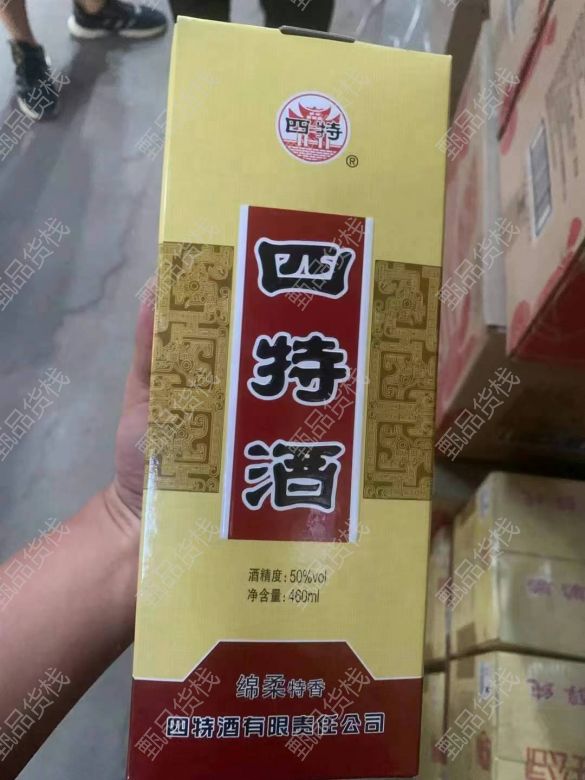 四特
®
四
特
酒
酒精度：50%vol
净含量：460ml
绵柔特香
四特酒有限责任公司
甄品货栈